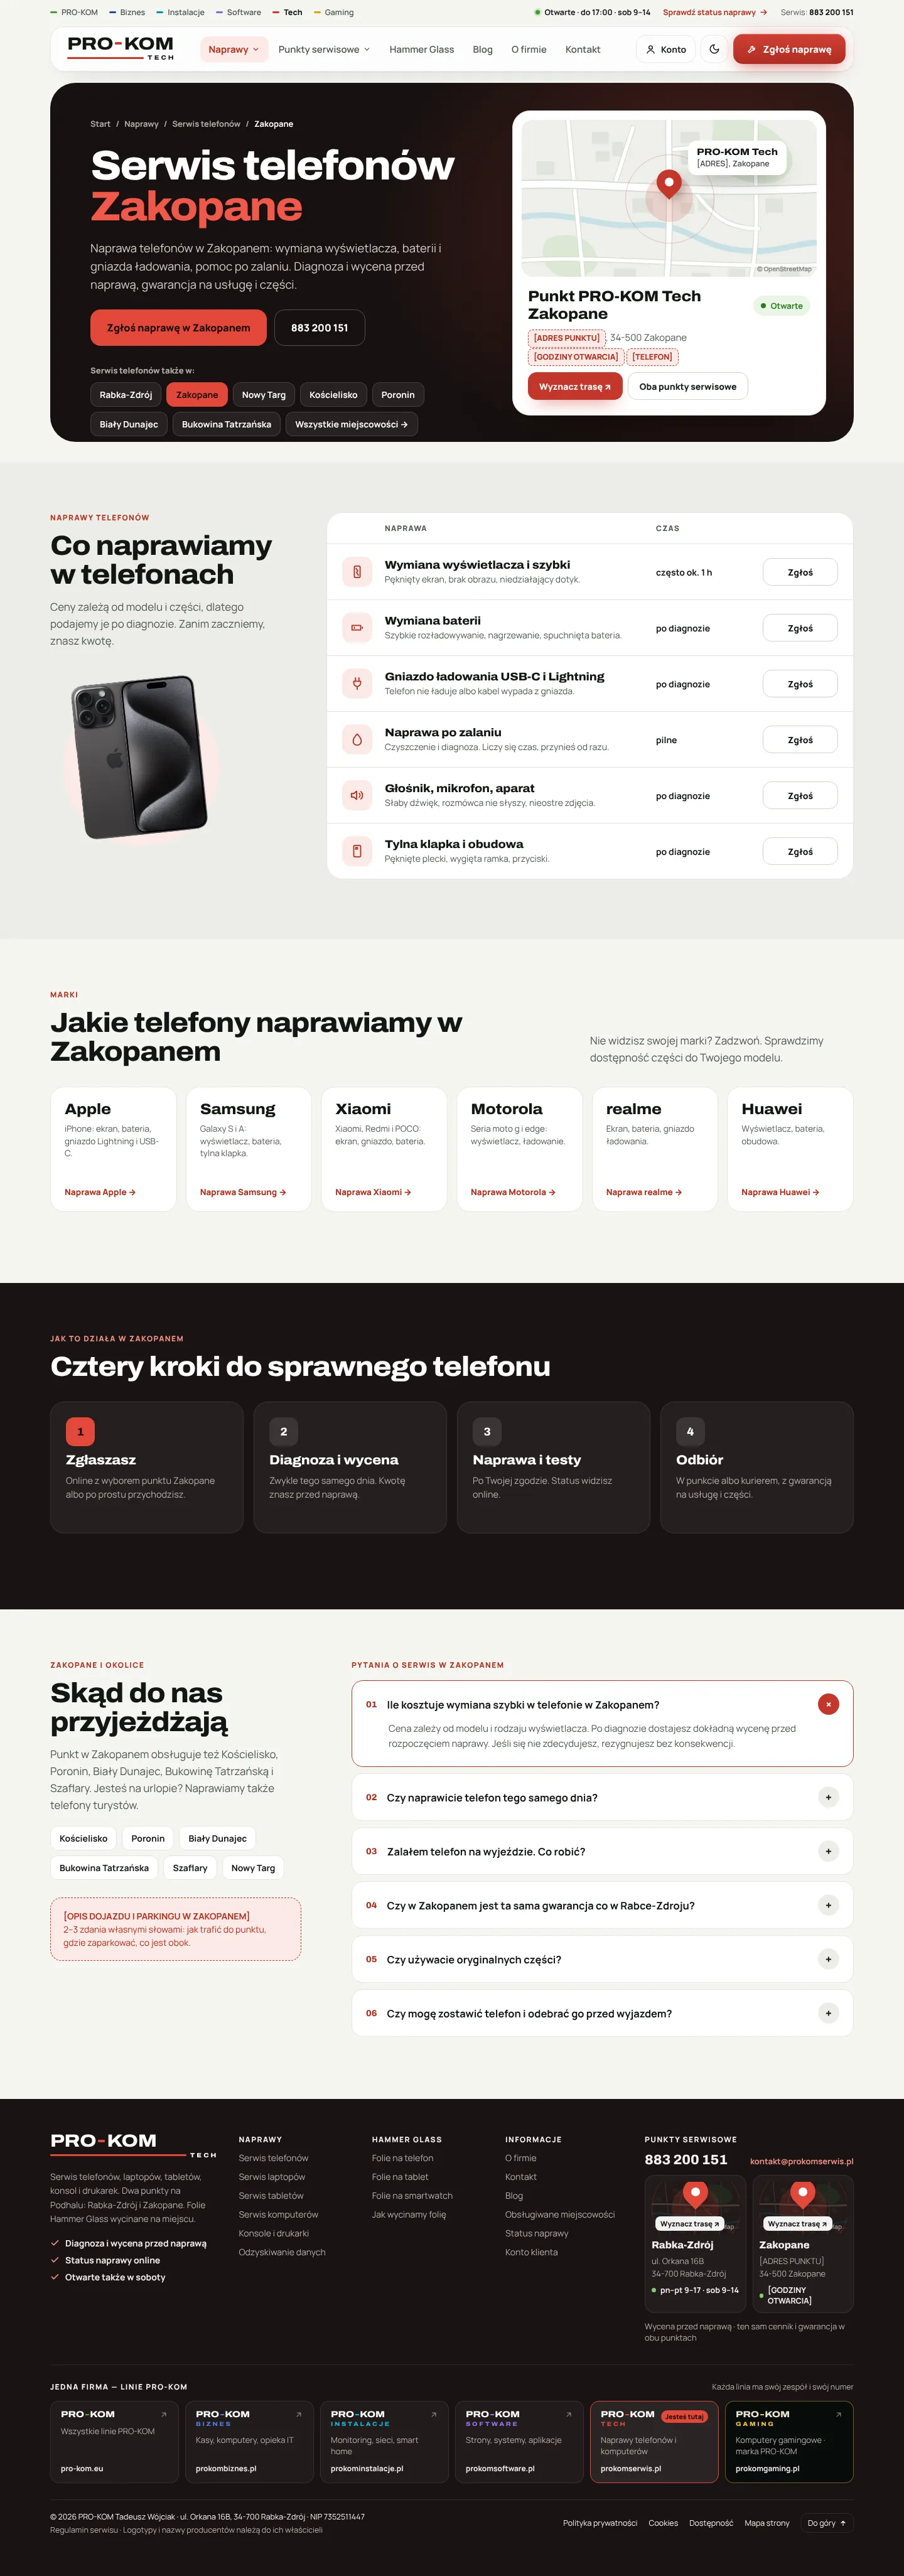 PRO-KOM Biznes Instalacje Software Tech Gaming
Otwarte · do 17:00 · sob 9–14 Sprawdź status naprawy → Serwis: 883 200 151
PRO-KOM TECH
Naprawy Punkty serwisowe Hammer Glass Blog O firmie Kontakt Konto Zgłoś naprawę
Start / Naprawy / Serwis telefonów / Zakopane
Serwis telefonów
Zakopane
Naprawa telefonów w Zakopanem: wymiana wyświetlacza, baterii i
gniazda ładowania, pomoc po zalaniu. Diagnoza i wycena przed
naprawą, gwarancja na usługę i części.
Zgłoś naprawę w Zakopanem 883 200 151
Serwis telefonów także w:
Rabka-Zdrój Zakopane Nowy Targ Kościelisko Poronin
Biały Dunajec Bukowina Tatrzańska Wszystkie miejscowości →
PRO-KOM Tech
[ADRES], Zakopane
© OpenStreetMap
Punkt PRO-KOM Tech
Zakopane
Otwarte
[ADRES PUNKTU], 34-500 Zakopane
[GODZINY OTWARCIA] [TELEFON]
Wyznacz trasę ↗ Oba punkty serwisowe
NAPRAWY TELEFONÓW
Co naprawiamy
w telefonach
Ceny zależą od modelu i części, dlatego
podajemy je po diagnozie. Zanim zaczniemy,
znasz kwotę.
NAPRAWA CZAS
Wymiana wyświetlacza i szybki
Pęknięty ekran, brak obrazu, niedziałający dotyk.
często ok. 1 h Zgłoś
Wymiana baterii
Szybkie rozładowywanie, nagrzewanie, spuchnięta bateria.
po diagnozie Zgłoś
Gniazdo ładowania USB-C i Lightning
Telefon nie ładuje albo kabel wypada z gniazda.
po diagnozie Zgłoś
Naprawa po zalaniu
Czyszczenie i diagnoza. Liczy się czas, przynieś od razu.
pilne Zgłoś
Głośnik, mikrofon, aparat
Słaby dźwięk, rozmówca nie słyszy, nieostre zdjęcia.
po diagnozie Zgłoś
Tylna klapka i obudowa
Pęknięte plecki, wygięta ramka, przyciski.
po diagnozie Zgłoś
MARKI
Jakie telefony naprawiamy w
Zakopanem
Nie widzisz swojej marki? Zadzwoń. Sprawdzimy
dostępność części do Twojego modelu.
Apple
iPhone: ekran, bateria,
gniazdo Lightning i USB-
C.
Naprawa Apple →
Samsung
Galaxy S i A:
wyświetlacz, bateria,
tylna klapka.
Naprawa Samsung →
Xiaomi
Xiaomi, Redmi i POCO:
ekran, gniazdo, bateria.
Naprawa Xiaomi →
Motorola
Seria moto g i edge:
wyświetlacz, ładowanie.
Naprawa Motorola →
realme
Ekran, bateria, gniazdo
ładowania.
Naprawa realme →
Huawei
Wyświetlacz, bateria,
obudowa.
Naprawa Huawei →
JAK TO DZIAŁA W ZAKOPANEM
Cztery kroki do sprawnego telefonu
1
Zgłaszasz
Online z wyborem punktu Zakopane
albo po prostu przychodzisz.
2
Diagnoza i wycena
Zwykle tego samego dnia. Kwotę
znasz przed naprawą.
3
Naprawa i testy
Po Twojej zgodzie. Status widzisz
online.
4
Odbiór
W punkcie albo kurierem, z gwarancją
na usługę i części.
ZAKOPANE I OKOLICE
Skąd do nas
przyjeżdżają
Punkt w Zakopanem obsługuje też Kościelisko,
Poronin, Biały Dunajec, Bukowinę Tatrzańską i
Szaflary. Jesteś na urlopie? Naprawiamy także
telefony turystów.
Kościelisko Poronin Biały Dunajec
Bukowina Tatrzańska Szaflary Nowy Targ
[OPIS DOJAZDU I PARKINGU W ZAKOPANEM]
2–3 zdania własnymi słowami: jak trafić do punktu,
gdzie zaparkować, co jest obok.
PYTANIA O SERWIS W ZAKOPANEM
01 Ile kosztuje wymiana szybki w telefonie w Zakopanem?
Cena zależy od modelu i rodzaju wyświetlacza. Po diagnozie dostajesz dokładną wycenę przed
rozpoczęciem naprawy. Jeśli się nie zdecydujesz, rezygnujesz bez konsekwencji.
02 Czy naprawicie telefon tego samego dnia? +
03 Zalałem telefon na wyjeździe. Co robić? +
04 Czy w Zakopanem jest ta sama gwarancja co w Rabce-Zdroju? +
05 Czy używacie oryginalnych części? +
06 Czy mogę zostawić telefon i odebrać go przed wyjazdem? +
PRO-KOM TECH
Serwis telefonów, laptopów, tabletów,
konsol i drukarek. Dwa punkty na
Podhalu: Rabka-Zdrój i Zakopane. Folie
Hammer Glass wycinane na miejscu.
Diagnoza i wycena przed naprawą
Status naprawy online
Otwarte także w soboty
NAPRAWY
Serwis telefonów
Serwis laptopów
Serwis tabletów
Serwis komputerów
Konsole i drukarki
Odzyskiwanie danych
HAMMER GLASS
Folie na telefon
Folie na tablet
Folie na smartwatch
Jak wycinamy folię
INFORMACJE
O firmie
Kontakt
Blog
Obsługiwane miejscowości
Status naprawy
Konto klienta
PUNKTY SERWISOWE
883 200 151 kontakt@prokomserwis.pl
Wyznacz trasę ↗
Rabka-Zdrój
ul. Orkana 16B
34-700 Rabka-Zdrój
pn–pt 9–17 · sob 9–14
Wyznacz trasę ↗
Zakopane
[ADRES PUNKTU]
34-500 Zakopane
[GODZINY
OTWARCIA]
Wycena przed naprawą · ten sam cennik i gwarancja w
obu punktach
JEDNA FIRMA — LINIE PRO-KOM
Każda linia ma swój zespół i swój numer
PRO-KOM
Wszystkie linie PRO-KOM
pro-kom.eu
PRO-KOM
BIZNES
Kasy, komputery, opieka IT
prokombiznes.pl
PRO-KOM
INSTALACJE
Monitoring, sieci, smart
home
prokominstalacje.pl
PRO-KOM
SOFTWARE
Strony, systemy, aplikacje
prokomsoftware.pl
PRO-KOM
TECH
Jesteś tutaj
Naprawy telefonów i
komputerów
prokomserwis.pl
PRO-KOM
GAMING
Komputery gamingowe ·
marka PRO-KOM
prokomgaming.pl
© 2026 PRO-KOM Tadeusz Wójciak · ul. Orkana 16B, 34-700 Rabka-Zdrój · NIP 7352511447
Regulamin serwisu · Logotypy i nazwy producentów należą do ich właścicieli
Polityka prywatności Cookies Dostępność Mapa strony Do góry ↑